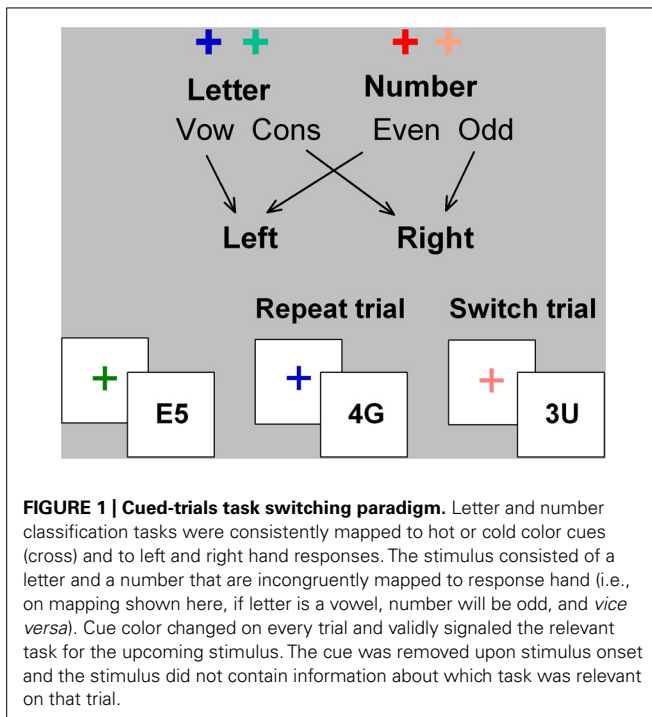 Letter Number
Vow Cons Even Odd
Left Right
Repeat trial Switch trial
E5 4G 3U
FIGURE 1 | Cued-trials task switching paradigm. Letter and number
classification tasks were consistently mapped to hot or cold color cues
(cross) and to left and right hand responses. The stimulus consisted of a
letter and a number that are incongruently mapped to response hand (i.e.,
on mapping shown here, if letter is a vowel, number will be odd, and vice
versa). Cue color changed on every trial and validly signaled the relevant
task for the upcoming stimulus. The cue was removed upon stimulus onset
and the stimulus did not contain information about which task was relevant
on that trial.